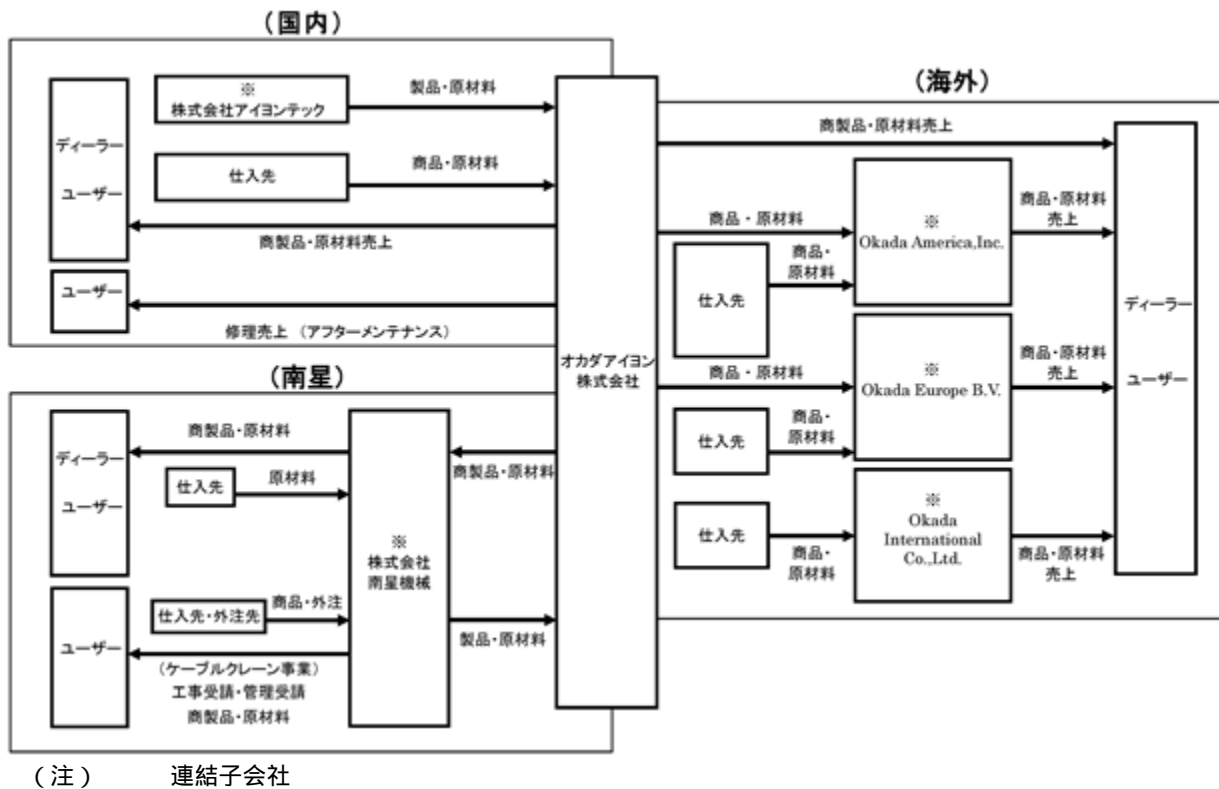 (国内)
※
株式会社アイヨンテック
製品・原材料
ディーラー
ユーザー
仕入先
商品・原材料
商製品・原材料売上
ユーザー
修理売上 (アフターメンテナンス)
オカダアイヨン
株式会社
(南星)
ディーラー
ユーザー
商製品・原材料
仕入先
原材料
※
株式会社
南星機械
商製品・原材料
仕入先・外注先
商品・外注
製品・原材料
ユーザー
(ケーブルクレーン事業)
工事受請・管理受請
商製品・原材料
(海外)
商製品・原材料売上
商品・原材料
※
Okada America,Inc.
商品・原材料
売上
仕入先
商品・
原材料
商品・原材料
※
Okada Europe B.V.
商品・原材料
売上
仕入先
商品・
原材料
仕入先
商品・
原材料
※
Okada
International
Co.,Ltd.
商品・原材料
売上
ディーラー
ユーザー
(注) 連結子会社